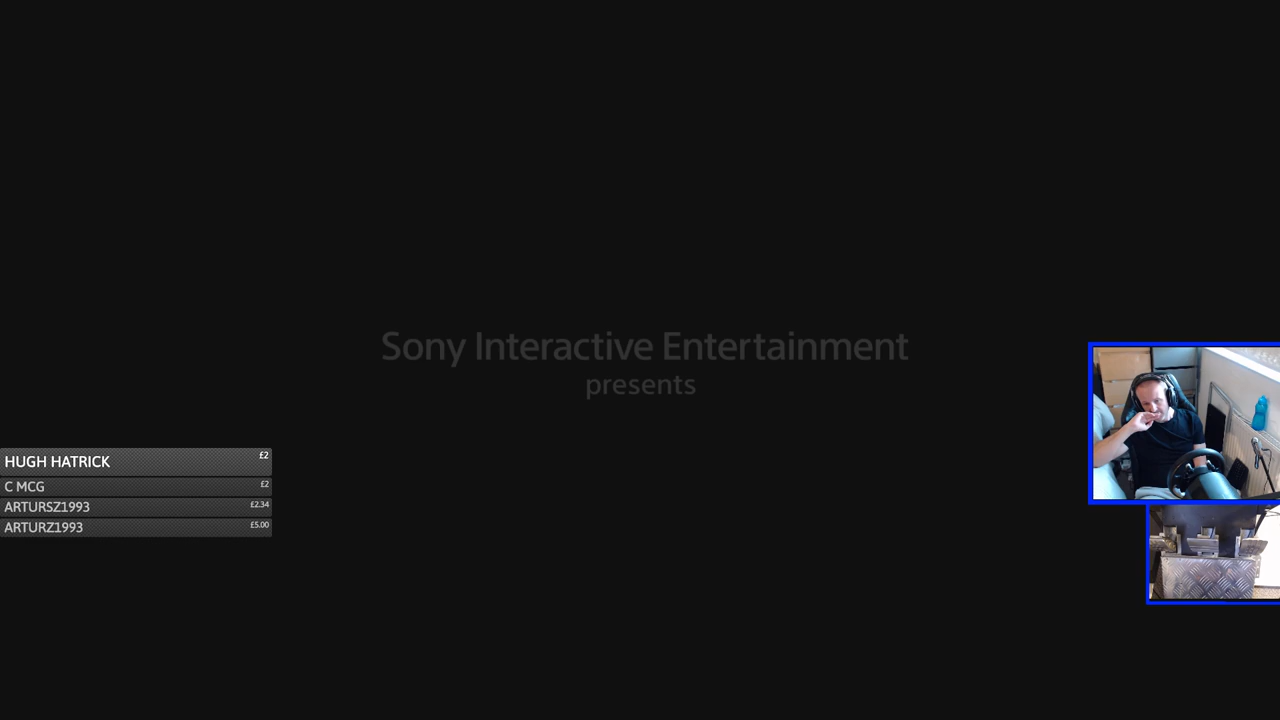 Sony Interactive Entertainment
presents
HUGH HATRICK £2
C MCG £2
ARTURSZ1993 £2.34
ARTURZ1993 £5.00